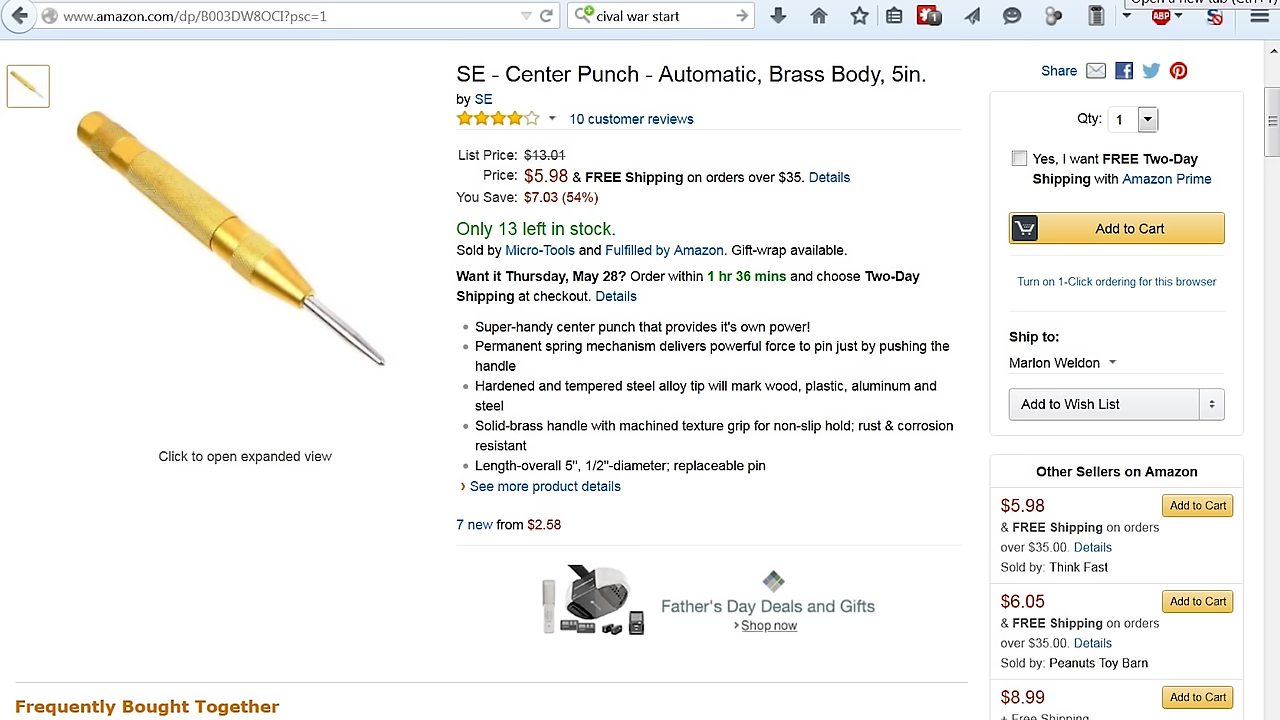 Open a new tab (Ctrl+T)
www.amazon.com/dp/B003DW8OCI?psc=1
cival war start
1
ABP
SE - Center Punch - Automatic, Brass Body, 5in.
by SE
10 customer reviews
List Price: $13.01
Price: $5.98 & FREE Shipping on orders over $35. Details
You Save: $7.03 (54%)
Only 13 left in stock.
Sold by Micro-Tools and Fulfilled by Amazon. Gift-wrap available.
Want it Thursday, May 28? Order within 1 hr 36 mins and choose Two-Day
Shipping at checkout. Details
Super-handy center punch that provides it's own power!
Permanent spring mechanism delivers powerful force to pin just by pushing the
handle
Hardened and tempered steel alloy tip will mark wood, plastic, aluminum and
steel
Solid-brass handle with machined texture grip for non-slip hold; rust & corrosion
resistant
Length-overall 5", 1/2"-diameter; replaceable pin
› See more product details
7 new from $2.58
Click to open expanded view
Father's Day Deals and Gifts
› Shop now
Frequently Bought Together
Share
Qty: 1
Yes, I want FREE Two-Day
Shipping with Amazon Prime
Add to Cart
Turn on 1-Click ordering for this browser
Ship to:
Marlon Weldon
Add to Wish List
Other Sellers on Amazon
$5.98 Add to Cart
& FREE Shipping on orders
over $35.00. Details
Sold by: Think Fast
$6.05 Add to Cart
& FREE Shipping on orders
over $35.00. Details
Sold by: Peanuts Toy Barn
$8.99 Add to Cart
+ Free Shipping